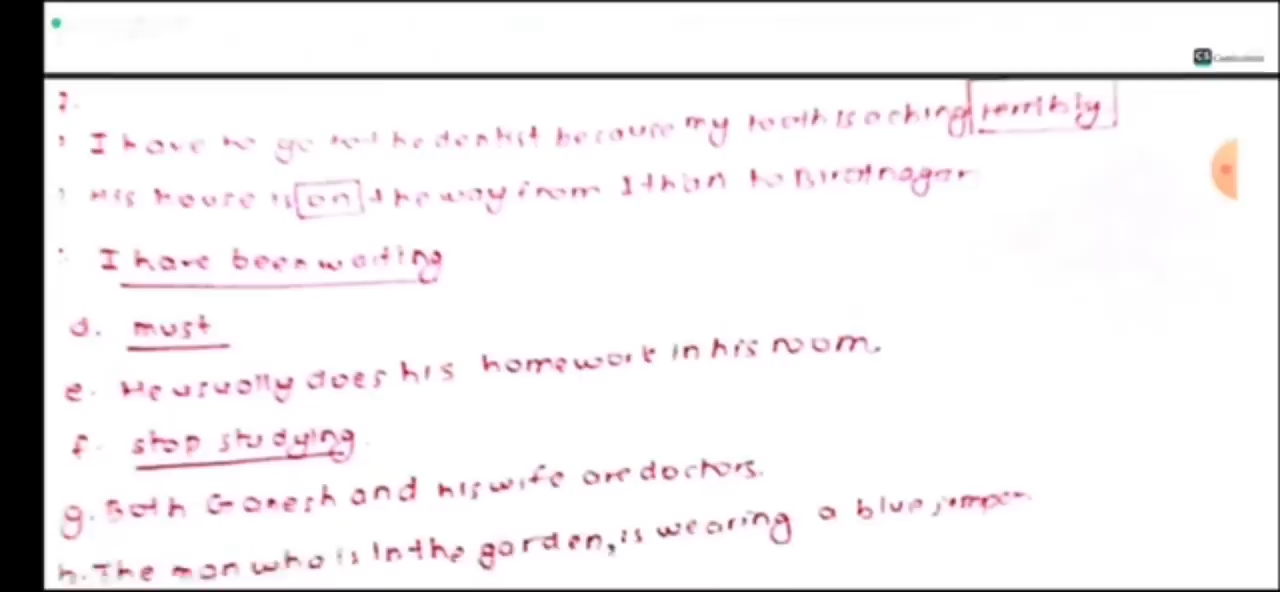 CS CamScanner
I have to go to the dentist because my tooth is aching terribly
His house is on the way from Ithari to Biratnagar
I have been waiting
d. must
e. He usually does his homework in his room.
f. stop studying
g. Both Ganesh and his wife are doctors.
h. The man who is in the garden, is wearing a blue jumper